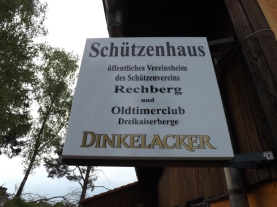 Schützenhaus
öffentliches Vereinsheim
des Schützenvereins
Rechberg
und
Oldtimerclub
Dreikaiserberge
DINKELACKER